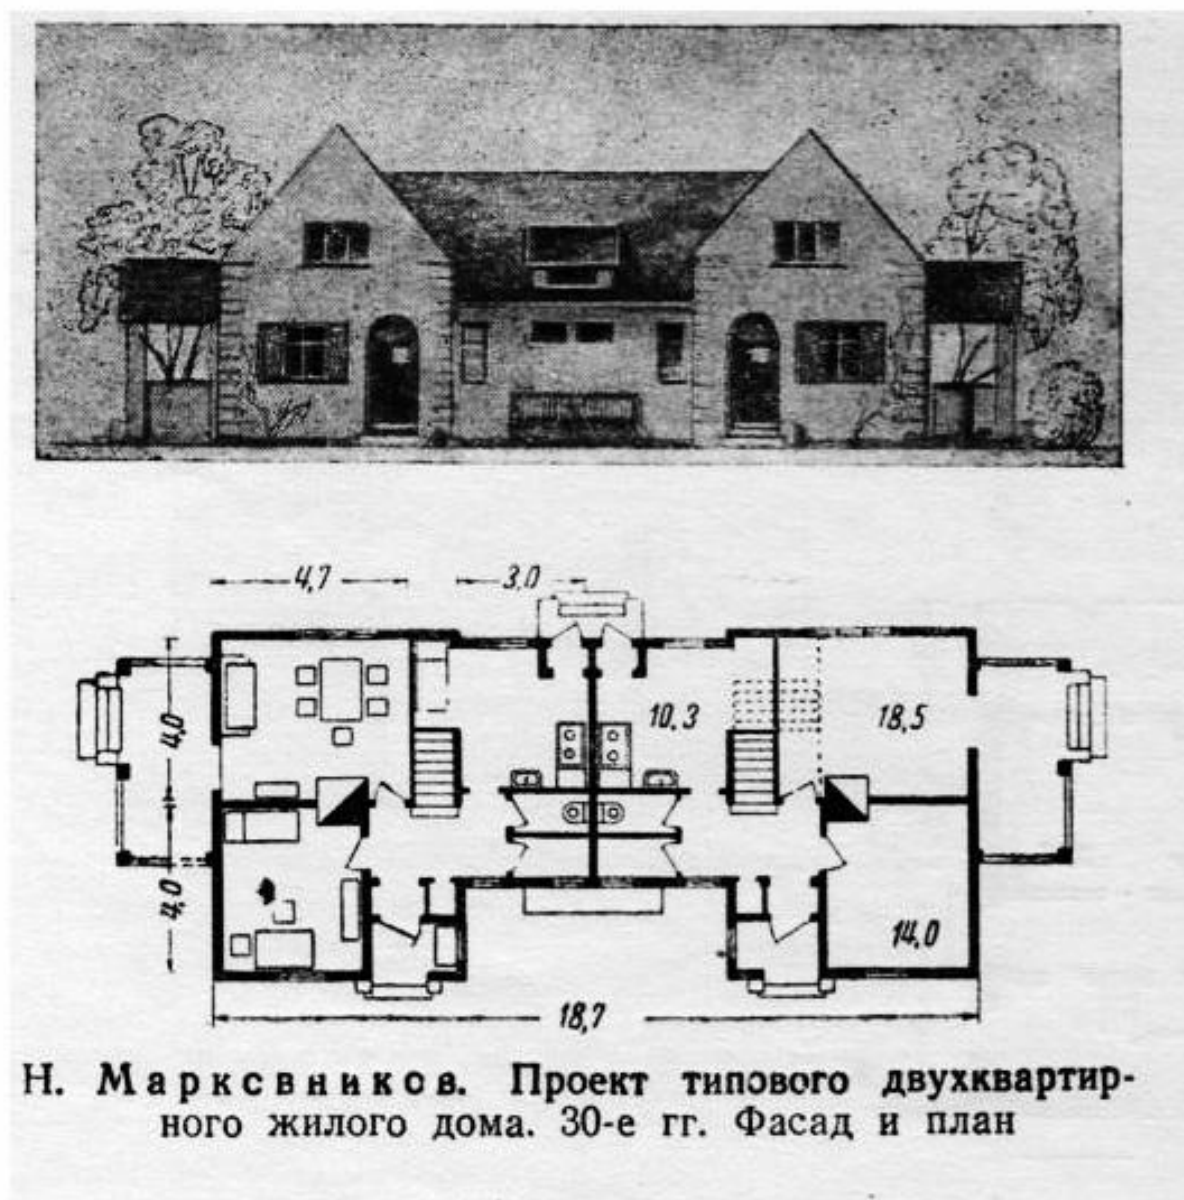 4,7 3,0
4,0 10,3 18,5
4,0 14,0
18,7
Н. Марксвников. Проект типового двухквартир-
ного жилого дома. 30-е гг. Фасад и план